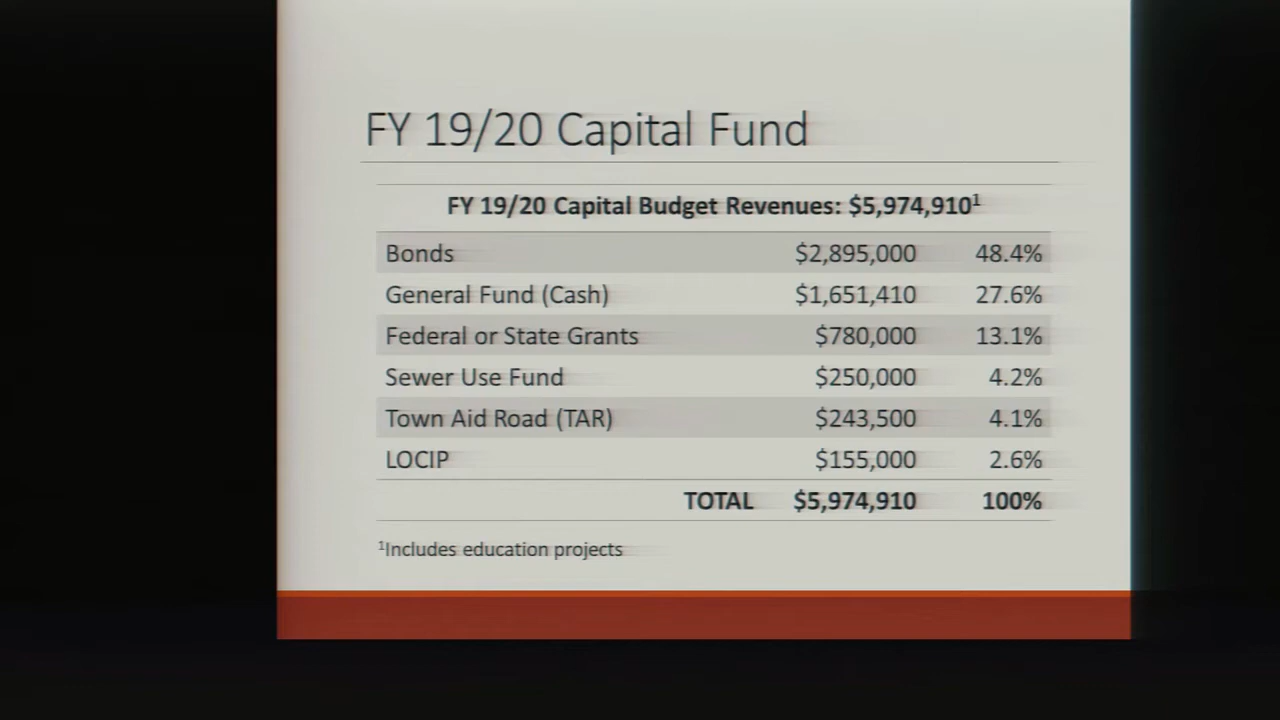 FY 19/20 Capital Fund
FY 19/20 Capital Budget Revenues: $5,974,910¹
Bonds $2,895,000 48.4%
General Fund (Cash) $1,651,410 27.6%
Federal or State Grants $780,000 13.1%
Sewer Use Fund $250,000 4.2%
Town Aid Road (TAR) $243,500 4.1%
LOCIP $155,000 2.6%
TOTAL $5,974,910 100%
¹Includes education projects